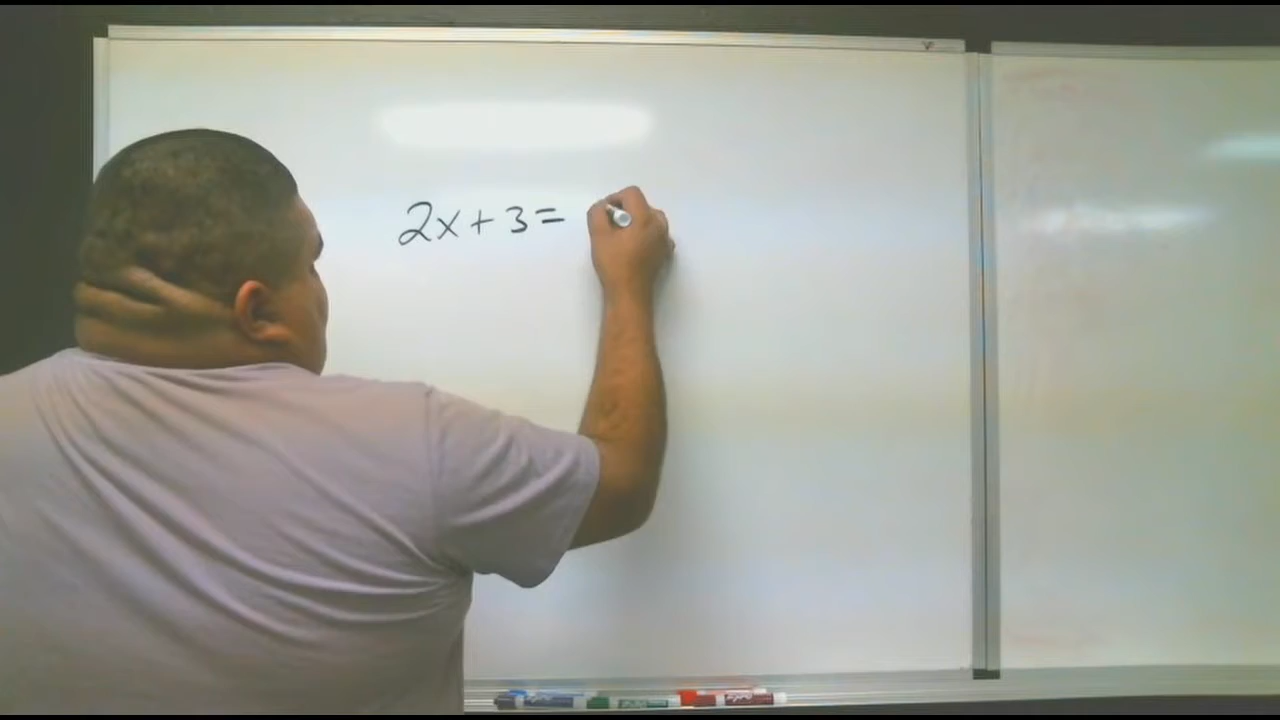 2x + 3 =